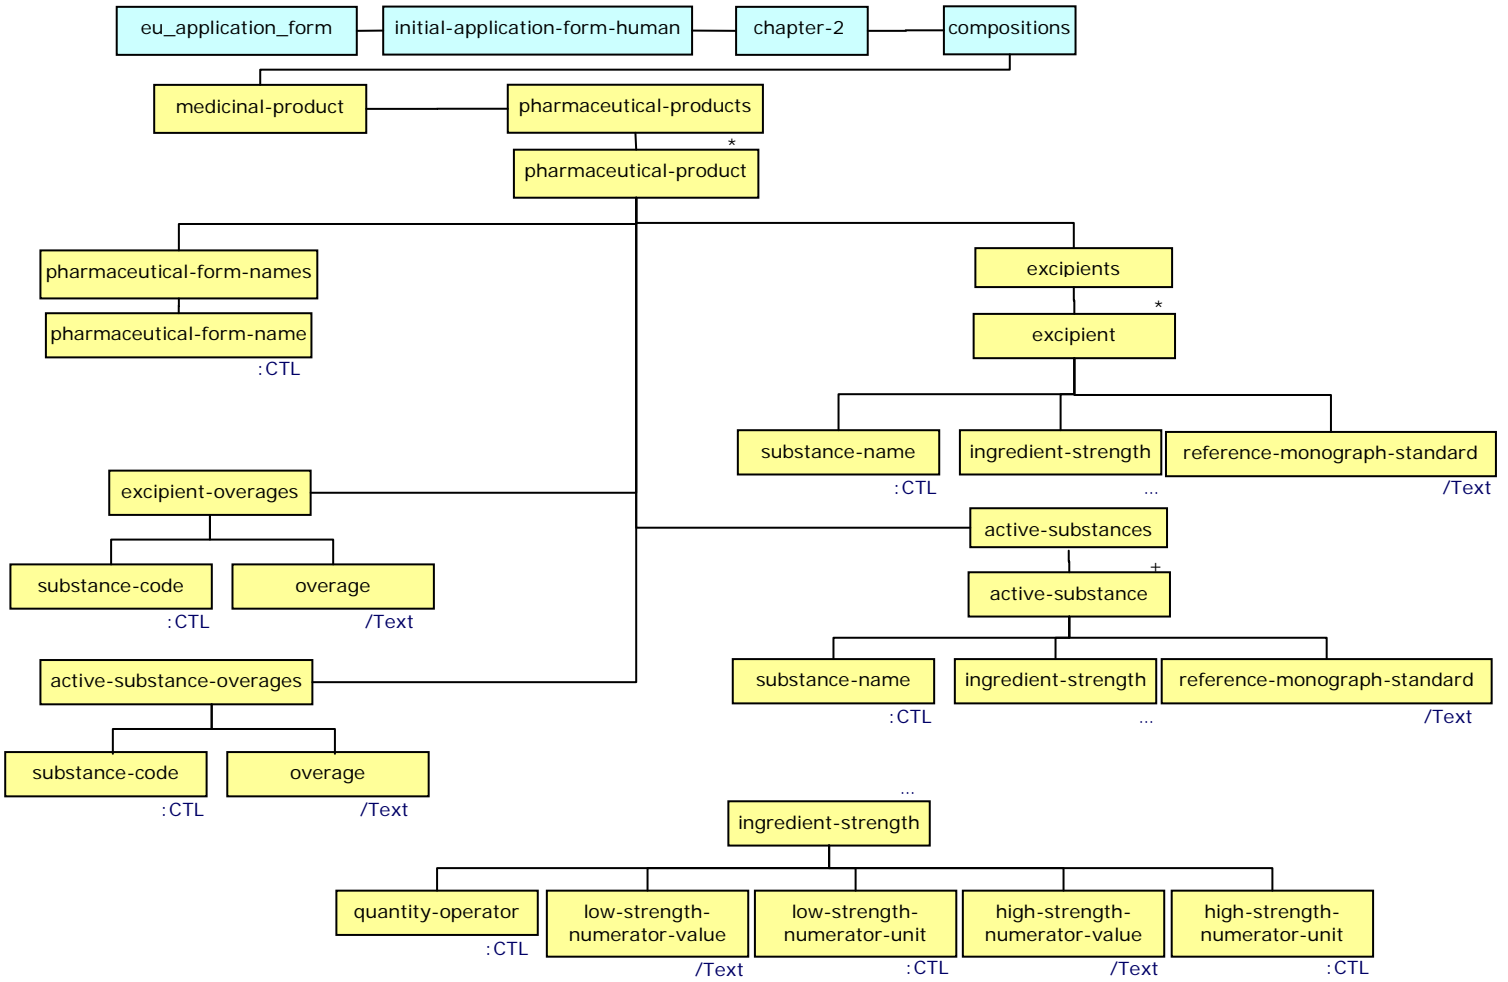 eu_application_form
initial-application-form-human
chapter-2
compositions
medicinal-product
pharmaceutical-products
*
pharmaceutical-product
pharmaceutical-form-names
pharmaceutical-form-name
:CTL
excipients
*
excipient
substance-name
:CTL
ingredient-strength
...
reference-monograph-standard
/Text
excipient-overages
substance-code
:CTL
overage
/Text
active-substances
+
active-substance
substance-name
:CTL
ingredient-strength
...
reference-monograph-standard
/Text
active-substance-overages
substance-code
:CTL
overage
/Text
...
ingredient-strength
quantity-operator
:CTL
low-strength-
numerator-value
/Text
low-strength-
numerator-unit
:CTL
high-strength-
numerator-value
/Text
high-strength-
numerator-unit
:CTL